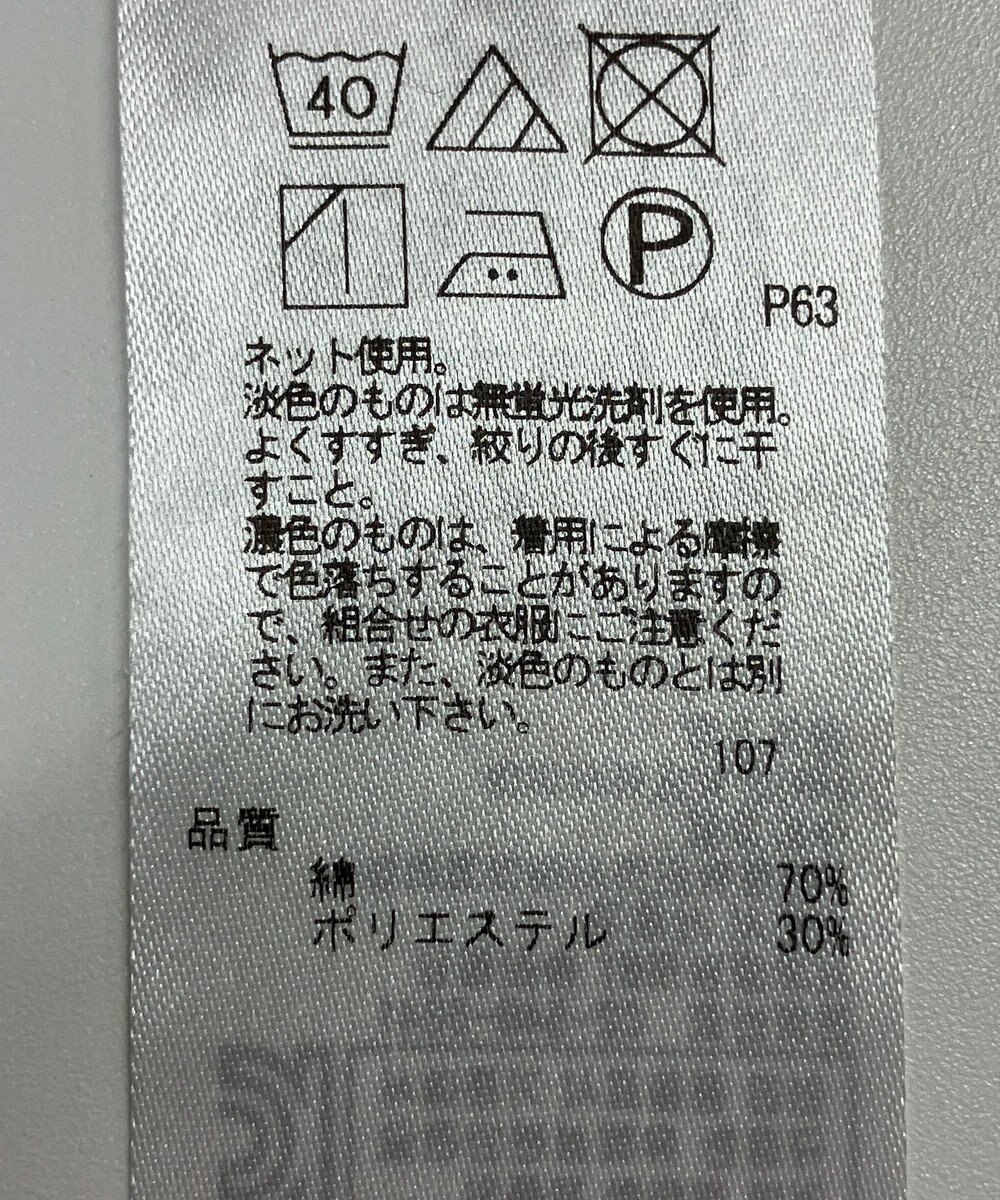 40
P
P63
ネット使用。
淡色のものは無蛍光洗剤を使用。
よくすすぎ、絞りの後すぐに干
すこと。
濃色のものは、着用による摩擦
で色落ちすることがありますの
で、組合せの衣服にご注意くだ
さい。また、淡色のものとは別
にお洗い下さい。
107
品質
綿 70%
ポリエステル 30%